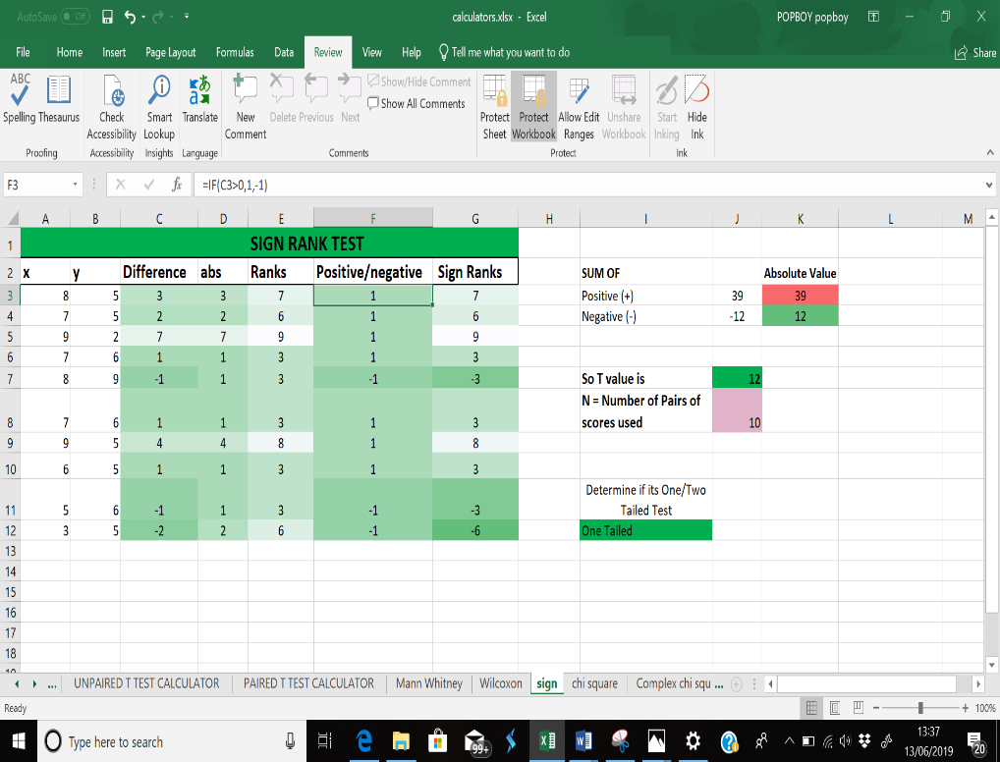 AutoSave Off
calculators.xlsx - Excel
POPBOY popboy
File Home Insert Page Layout Formulas Data Review View Help Tell me what you want to do Share
ABC
Show/Hide Comment
Show All Comments
Spelling Thesaurus Check Smart Translate New Delete Previous Next Protect Protect Allow Edit Unshare Start Hide
Accessibility Lookup Comment Sheet Workbook Ranges Workbook Inking Ink
Proofing Accessibility Insights Language Comments Protect Ink
F3 fx =IF(C3>0,1,-1)
A B C D E F G H I J K L M
1 SIGN RANK TEST
2 x y Difference abs Ranks Positive/negative Sign Ranks SUM OF Absolute Value
3 8 5 3 3 7 1 7 Positive (+) 39 39
4 7 5 2 2 6 1 6 Negative (-) -12 12
5 9 2 7 7 9 1 9
6 7 6 1 1 3 1 3
7 8 9 -1 1 3 -1 -3 So T value is 12
N = Number of Pairs of
8 7 6 1 1 3 1 3 scores used 10
9 9 5 4 4 8 1 8
10 6 5 1 1 3 1 3
Determine if its One/Two
11 5 6 -1 1 3 -1 -3 Tailed Test
12 3 5 -2 2 6 -1 -6 One Tailed
13
14
15
16
17
18
... UNPAIRED T TEST CALCULATOR PAIRED T TEST CALCULATOR Mann Whitney Wilcoxon sign chi square Complex chi squ ...
Ready 100%
Type here to search 99+ 13:37
13/06/2019 20